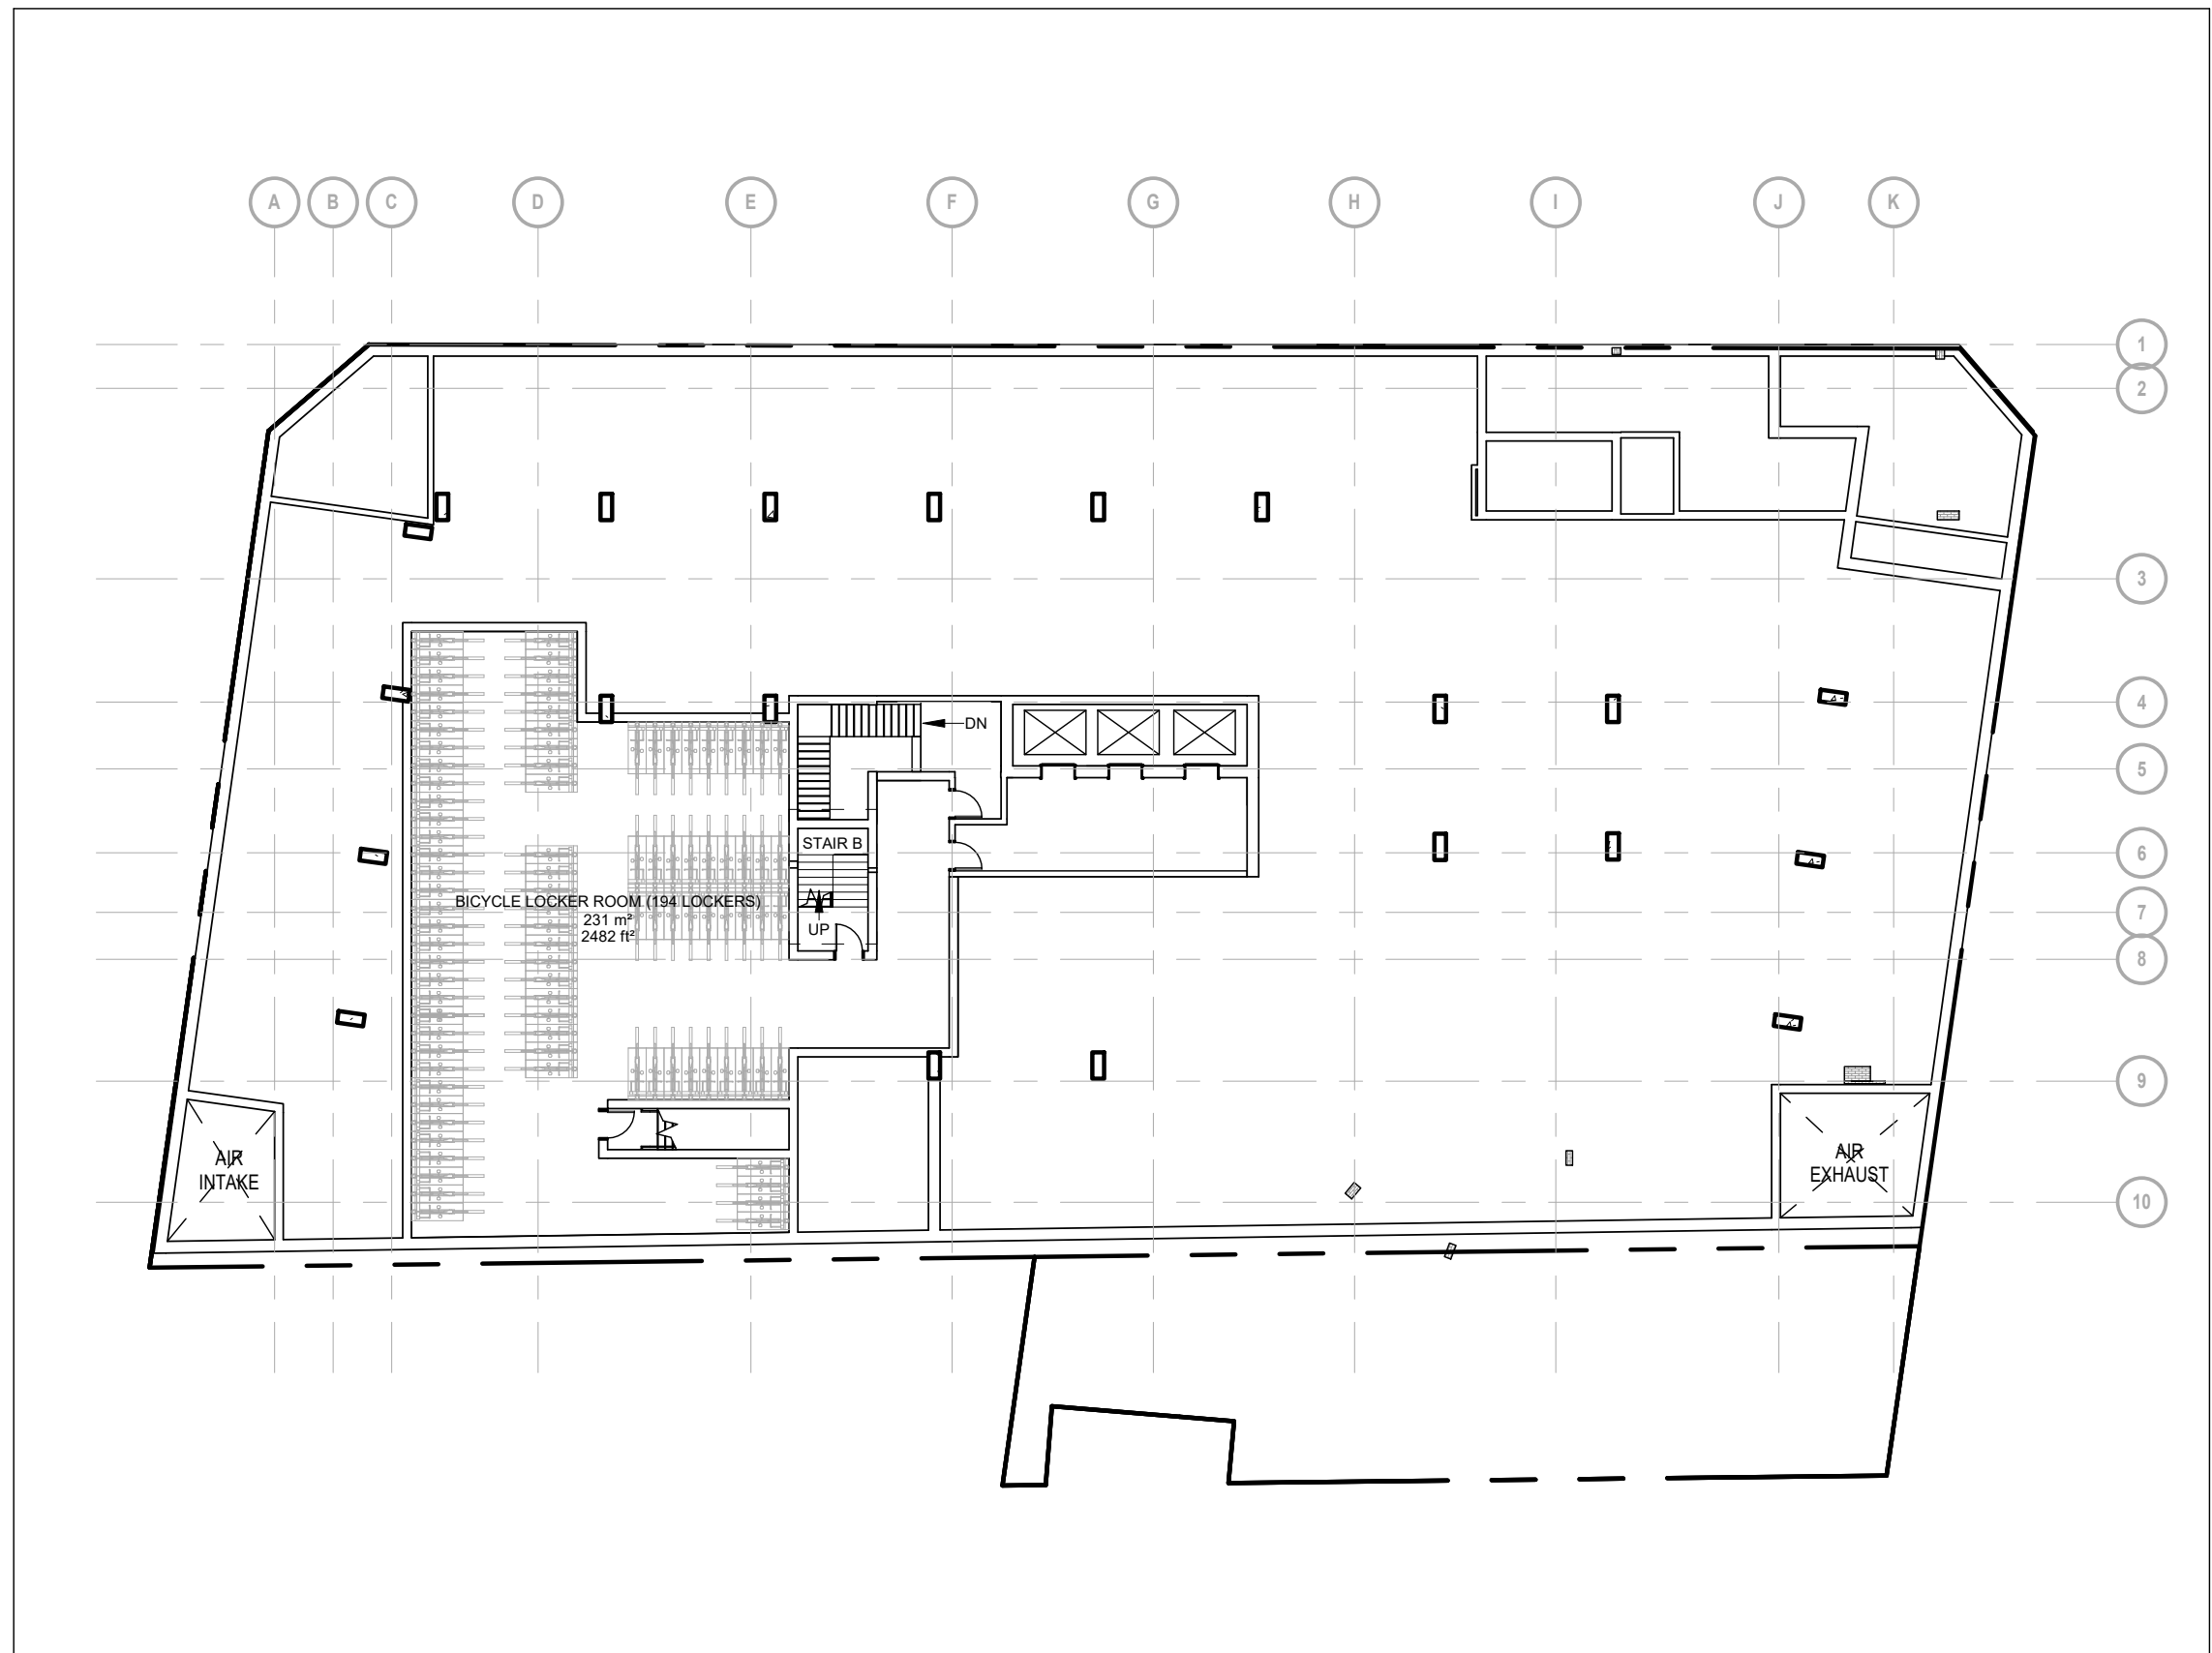 A B C D E F G H I J K
1
2
3
4
DN
5
6
STAIR B
BICYCLE LOCKER ROOM (194 LOCKERS)
231 m²
2482 ft²
UP
7
8
9
AIR
INTAKE
AIR
EXHAUST
10